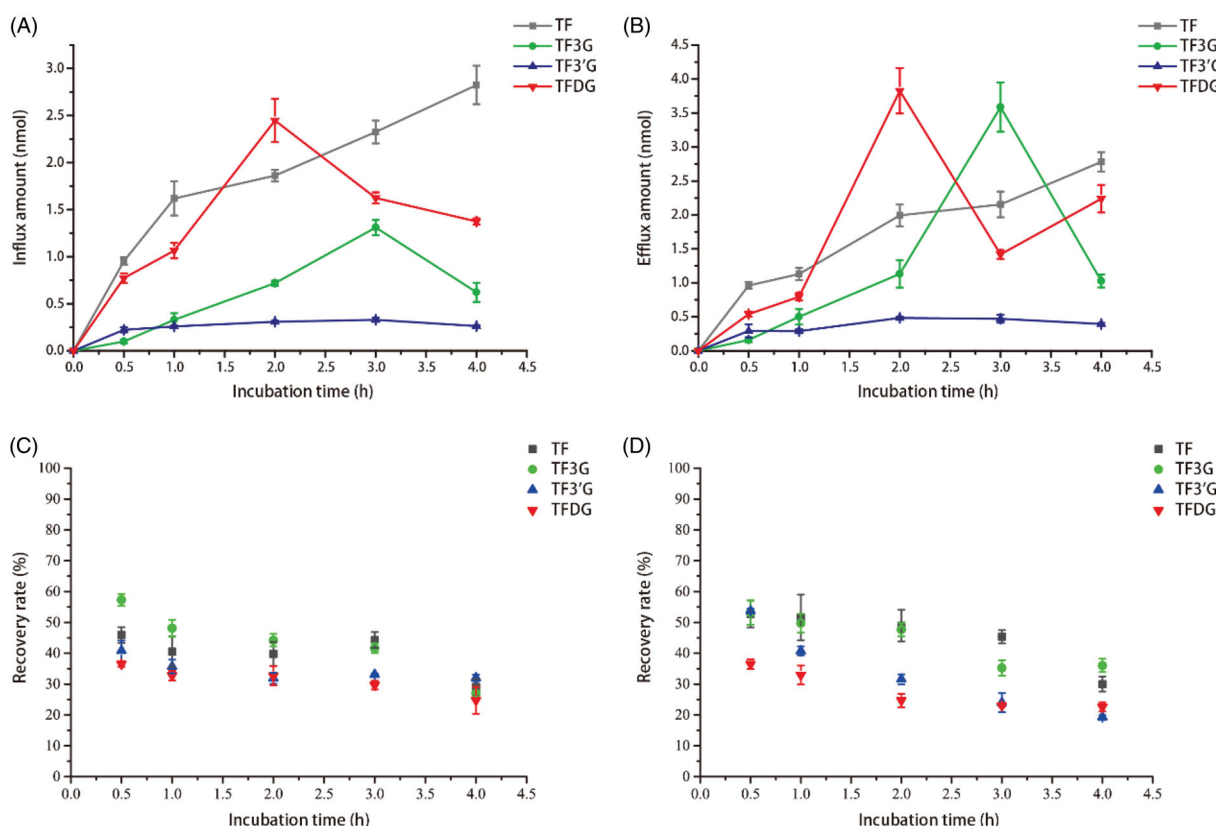 (A)
TF
TF3G
TF3'G
TFDG
3.0
2.5
2.0
1.5
1.0
0.5
0.0
Influx amount (nmol)
0.0 0.5 1.0 1.5 2.0 2.5 3.0 3.5 4.0 4.5
Incubation time (h)
(B)
TF
TF3G
TF3'G
TFDG
4.5
4.0
3.5
3.0
2.5
2.0
1.5
1.0
0.5
0.0
Efflux amount (nmol)
0.0 0.5 1.0 1.5 2.0 2.5 3.0 3.5 4.0 4.5
Incubation time (h)
(C)
TF
TF3G
TF3'G
TFDG
100
90
80
70
60
50
40
30
20
10
0
Recovery rate (%)
0.0 0.5 1.0 1.5 2.0 2.5 3.0 3.5 4.0 4.5
Incubation time (h)
(D)
TF
TF3G
TF3'G
TFDG
100
90
80
70
60
50
40
30
20
10
0
Recovery rate (%)
0.0 0.5 1.0 1.5 2.0 2.5 3.0 3.5 4.0 4.5
Incubation time (h)